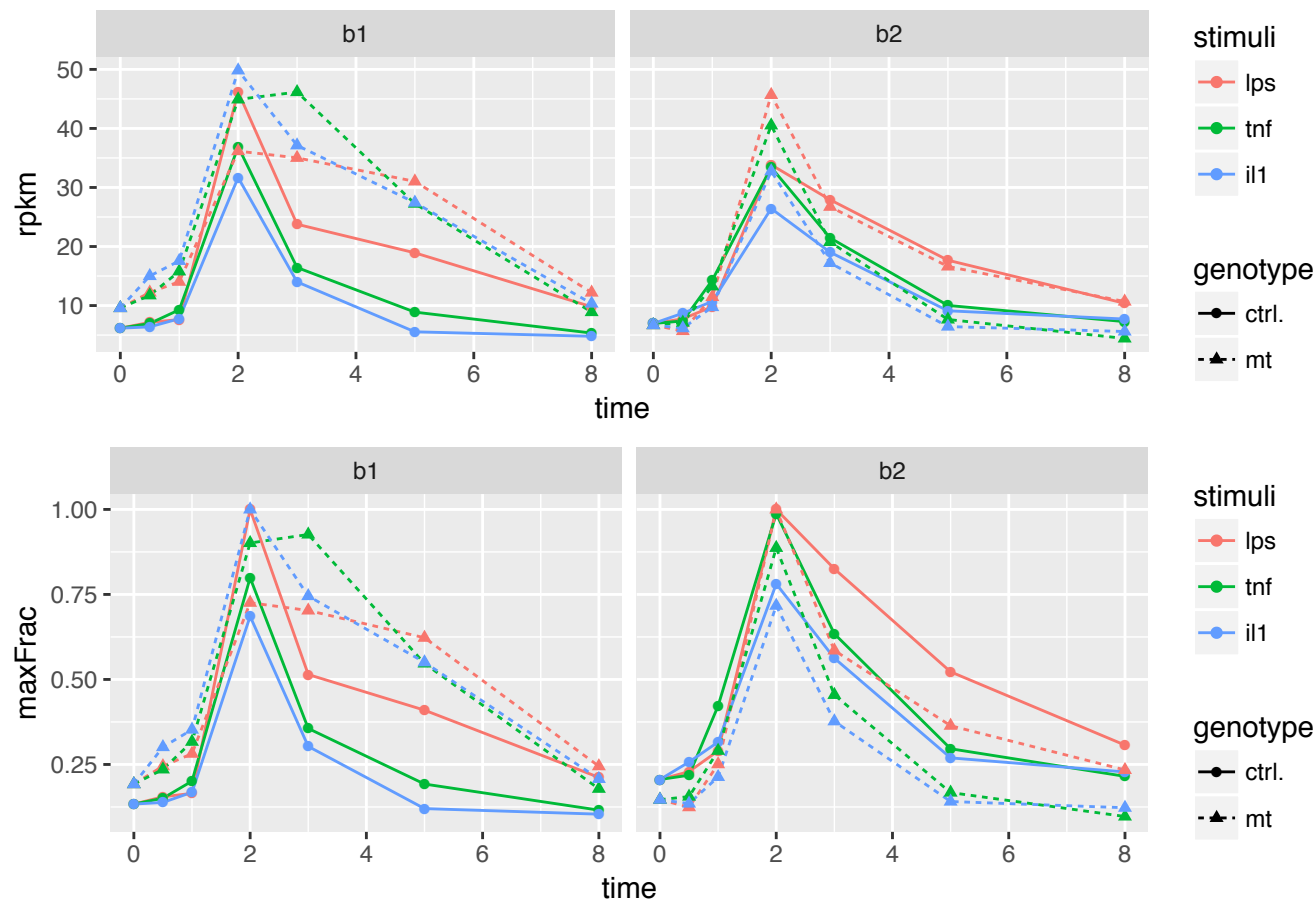 b1 b2
50
40
30
20
10
rpkm
0 2 4 6 8 0 2 4 6 8
time
stimuli
lps
tnf
il1
genotype
ctrl.
mt
b1 b2
1.00
0.75
0.50
0.25
maxFrac
0 2 4 6 8 0 2 4 6 8
time
stimuli
lps
tnf
il1
genotype
ctrl.
mt